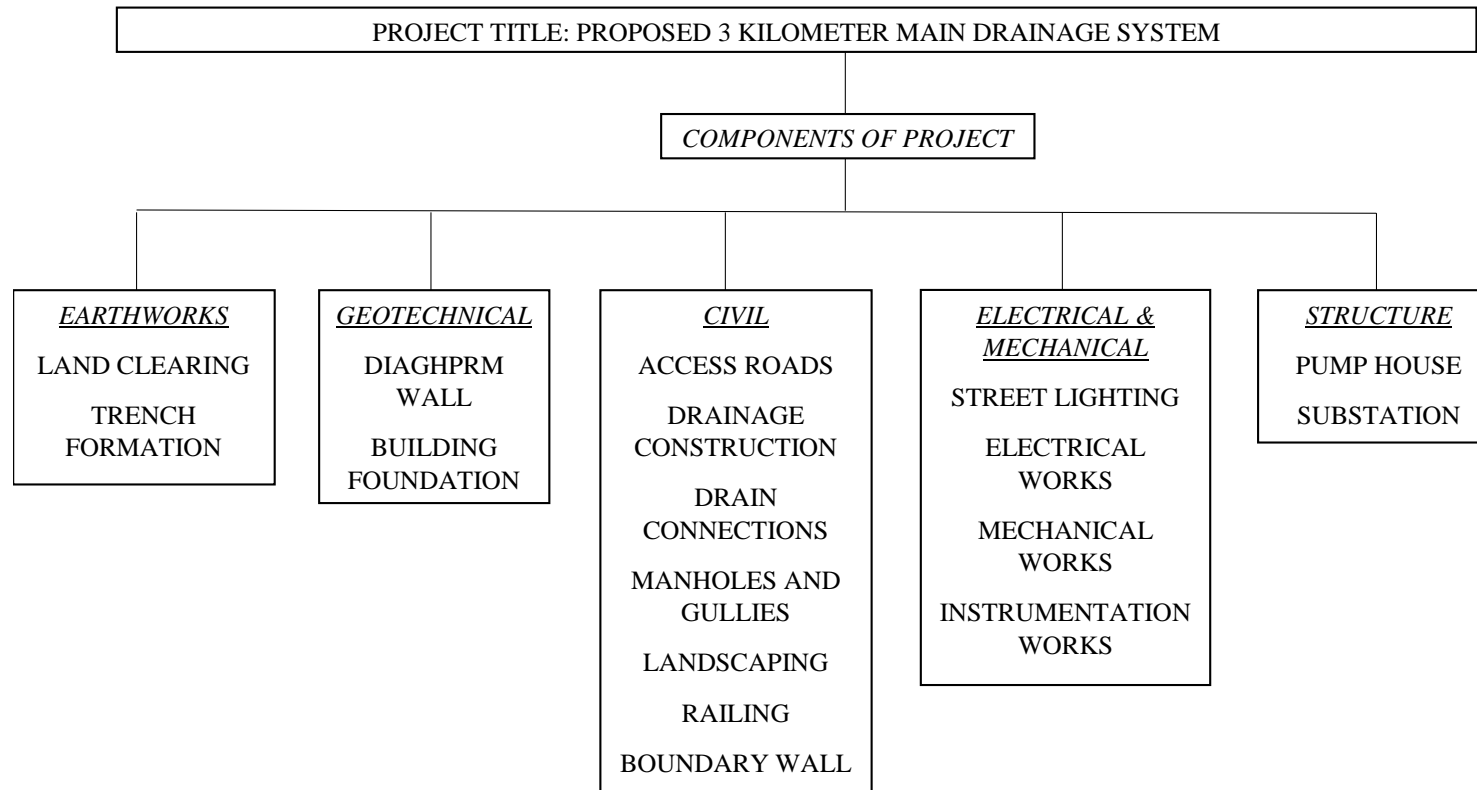 PROJECT TITLE: PROPOSED 3 KILOMETER MAIN DRAINAGE SYSTEM
COMPONENTS OF PROJECT
EARTHWORKS
LAND CLEARING
TRENCH
FORMATION
GEOTECHNICAL
DIAGHPRM
WALL
BUILDING
FOUNDATION
CIVIL
ACCESS ROADS
DRAINAGE
CONSTRUCTION
DRAIN
CONNECTIONS
MANHOLES AND
GULLIES
LANDSCAPING
RAILING
BOUNDARY WALL
ELECTRICAL &
MECHANICAL
STREET LIGHTING
ELECTRICAL
WORKS
MECHANICAL
WORKS
INSTRUMENTATION
WORKS
STRUCTURE
PUMP HOUSE
SUBSTATION